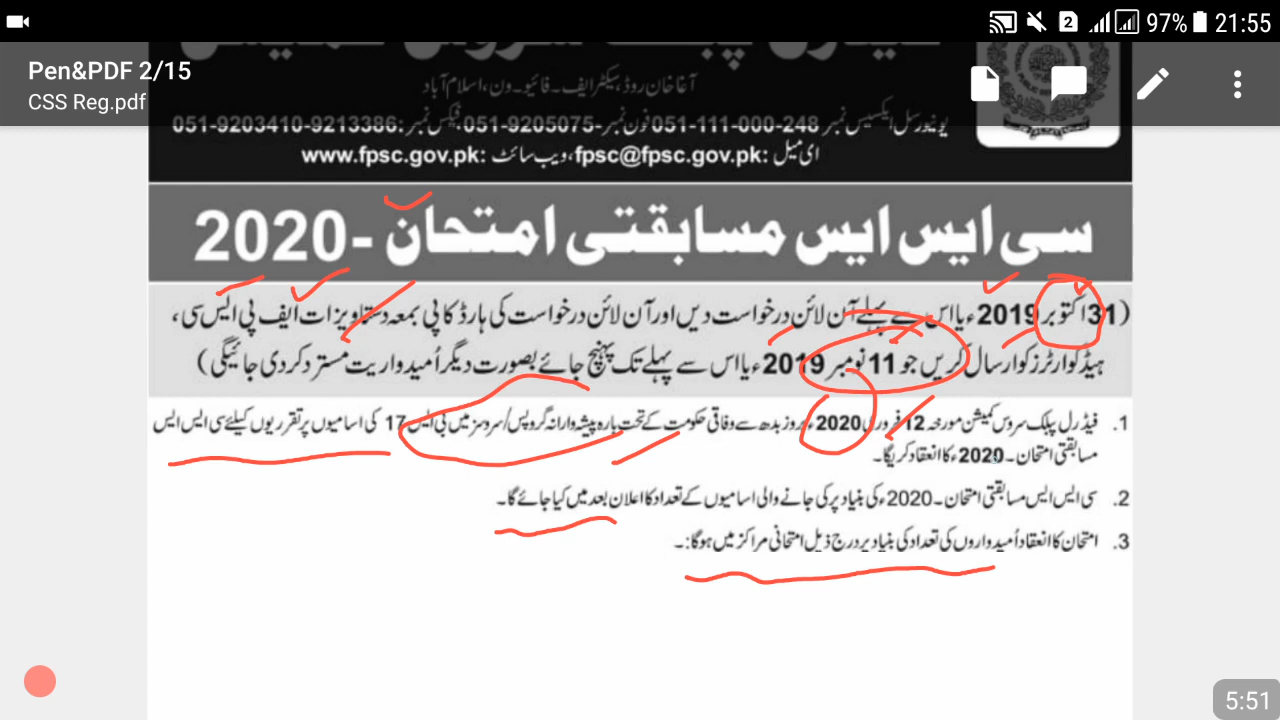 97% 21:55
Pen&PDF 2/15
CSS Reg.pdf
آغا خان روڈ، سیکٹر ایف۔فائیو۔ون، اسلام آباد
یونیورسل ایکسیس نمبر 051-111-000-248 فون نمبر-051-9205075، فیکس نمبر: 051-9203410-9213386
ای میل: fpsc@fpsc.gov.pk، ویب سائٹ: www.fpsc.gov.pk
سی ایس ایس مسابقتی امتحان -2020
(31 اکتوبر 2019ء یا اس سے پہلے آن لائن درخواست دیں اور آن لائن درخواست کی ہارڈ کاپی بمعہ دستاویزات ایف پی ایس سی،
ہیڈ کوارٹرز کو ارسال کریں جو 11 نومبر 2019ء یا اس سے پہلے تک پہنچ جائے بصورت دیگر اُمیدواریت مسترد کر دی جائیگی)
1. فیڈرل پبلک سروس کمیشن مورخہ 12 فروری 2020ء بروز بدھ سے وفاقی حکومت کے تحت بارہ پیشہ وارانہ گروپس/سروسز میں بی ایس 17 کی اسامیوں پر تقرریوں کیلئے سی ایس ایس
مسابقتی امتحان۔2020ء کا انعقاد کریگا۔
2. سی ایس ایس مسابقتی امتحان۔2020ء کی بنیاد پر کی جانے والی اسامیوں کے تعداد کا اعلان بعد میں کیا جائے گا۔
3. امتحان کا انعقاد اُمیدواروں کی تعداد کی بنیاد پر درج ذیل امتحانی مراکز میں ہوگا:۔
5:51